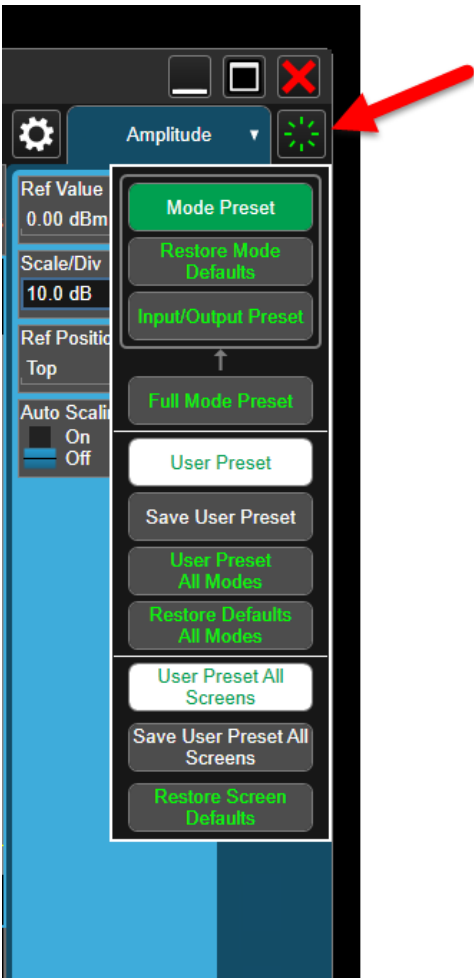 Amplitude
Ref Value
0.00 dBm
Scale/Div
10.0 dB
Ref Positio
Top
Auto Scali
On
Off
Mode Preset
Restore Mode
Defaults
Input/Output Preset
Full Mode Preset
User Preset
Save User Preset
User Preset
All Modes
Restore Defaults
All Modes
User Preset All
Screens
Save User Preset All
Screens
Restore Screen
Defaults